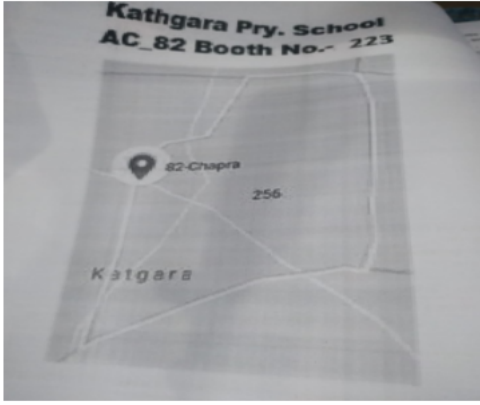 Kathgara Pry. School
AC_82 Booth No.- 223
82-Chapra
256
Katgara